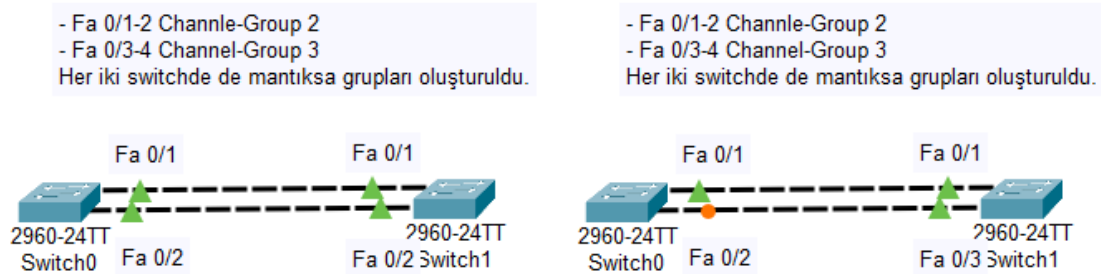 - Fa 0/1-2 Channle-Group 2
- Fa 0/3-4 Channel-Group 3
Her iki switchde de mantıksa grupları oluşturuldu.
Fa 0/1
Fa 0/1
2960-24TT
Switch0
Fa 0/2
Fa 0/2
2960-24TT
Switch1
- Fa 0/1-2 Channle-Group 2
- Fa 0/3-4 Channel-Group 3
Her iki switchde de mantıksa grupları oluşturuldu.
Fa 0/1
Fa 0/1
2960-24TT
Switch0
Fa 0/2
Fa 0/3
2960-24TT
Switch1